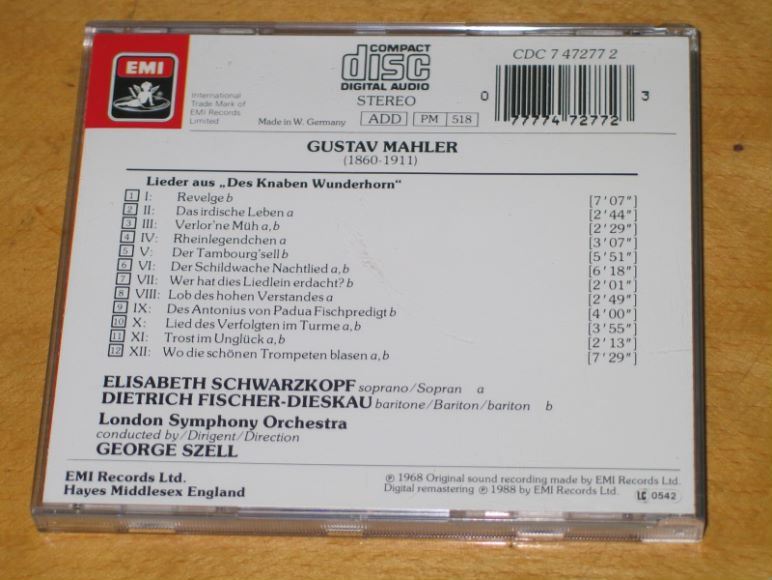 EMI
International
Trade Mark of
EMI Records
Limited
COMPACT
disc
DIGITAL AUDIO
STEREO
CDC 7 47277 2
0 77774 72772 3
Made in W. Germany ADD PM 518
GUSTAV MAHLER
(1860-1911)
Lieder aus „Des Knaben Wunderhorn“
1 I: Revelge b [7'07"]
2 II: Das irdische Leben a [2'44"]
3 III: Verlor'ne Müh a, b [2'29"]
4 IV: Rheinlegendchen a [3'07"]
5 V: Der Tambourg'sell b [5'51"]
6 VI: Der Schildwache Nachtlied a, b [6'18"]
7 VII: Wer hat dies Liedlein erdacht? b [2'01"]
8 VIII: Lob des hohen Verstandes a [2'49"]
9 IX: Des Antonius von Padua Fischpredigt b [4'00"]
10 X: Lied des Verfolgten im Turme a, b [3'55"]
11 XI: Trost im Unglück a, b [2'13"]
12 XII: Wo die schönen Trompeten blasen a, b [7'29"]
ELISABETH SCHWARZKOPF soprano/Sopran a
DIETRICH FISCHER-DIESKAU baritone/Bariton/bariton b
London Symphony Orchestra
conducted by/Dirigent/Direction
GEORGE SZELL
EMI Records Ltd.
Hayes Middlesex England
℗ 1968 Original sound recording made by EMI Records Ltd.
Digital remastering ℗ 1988 by EMI Records Ltd. LC 0542